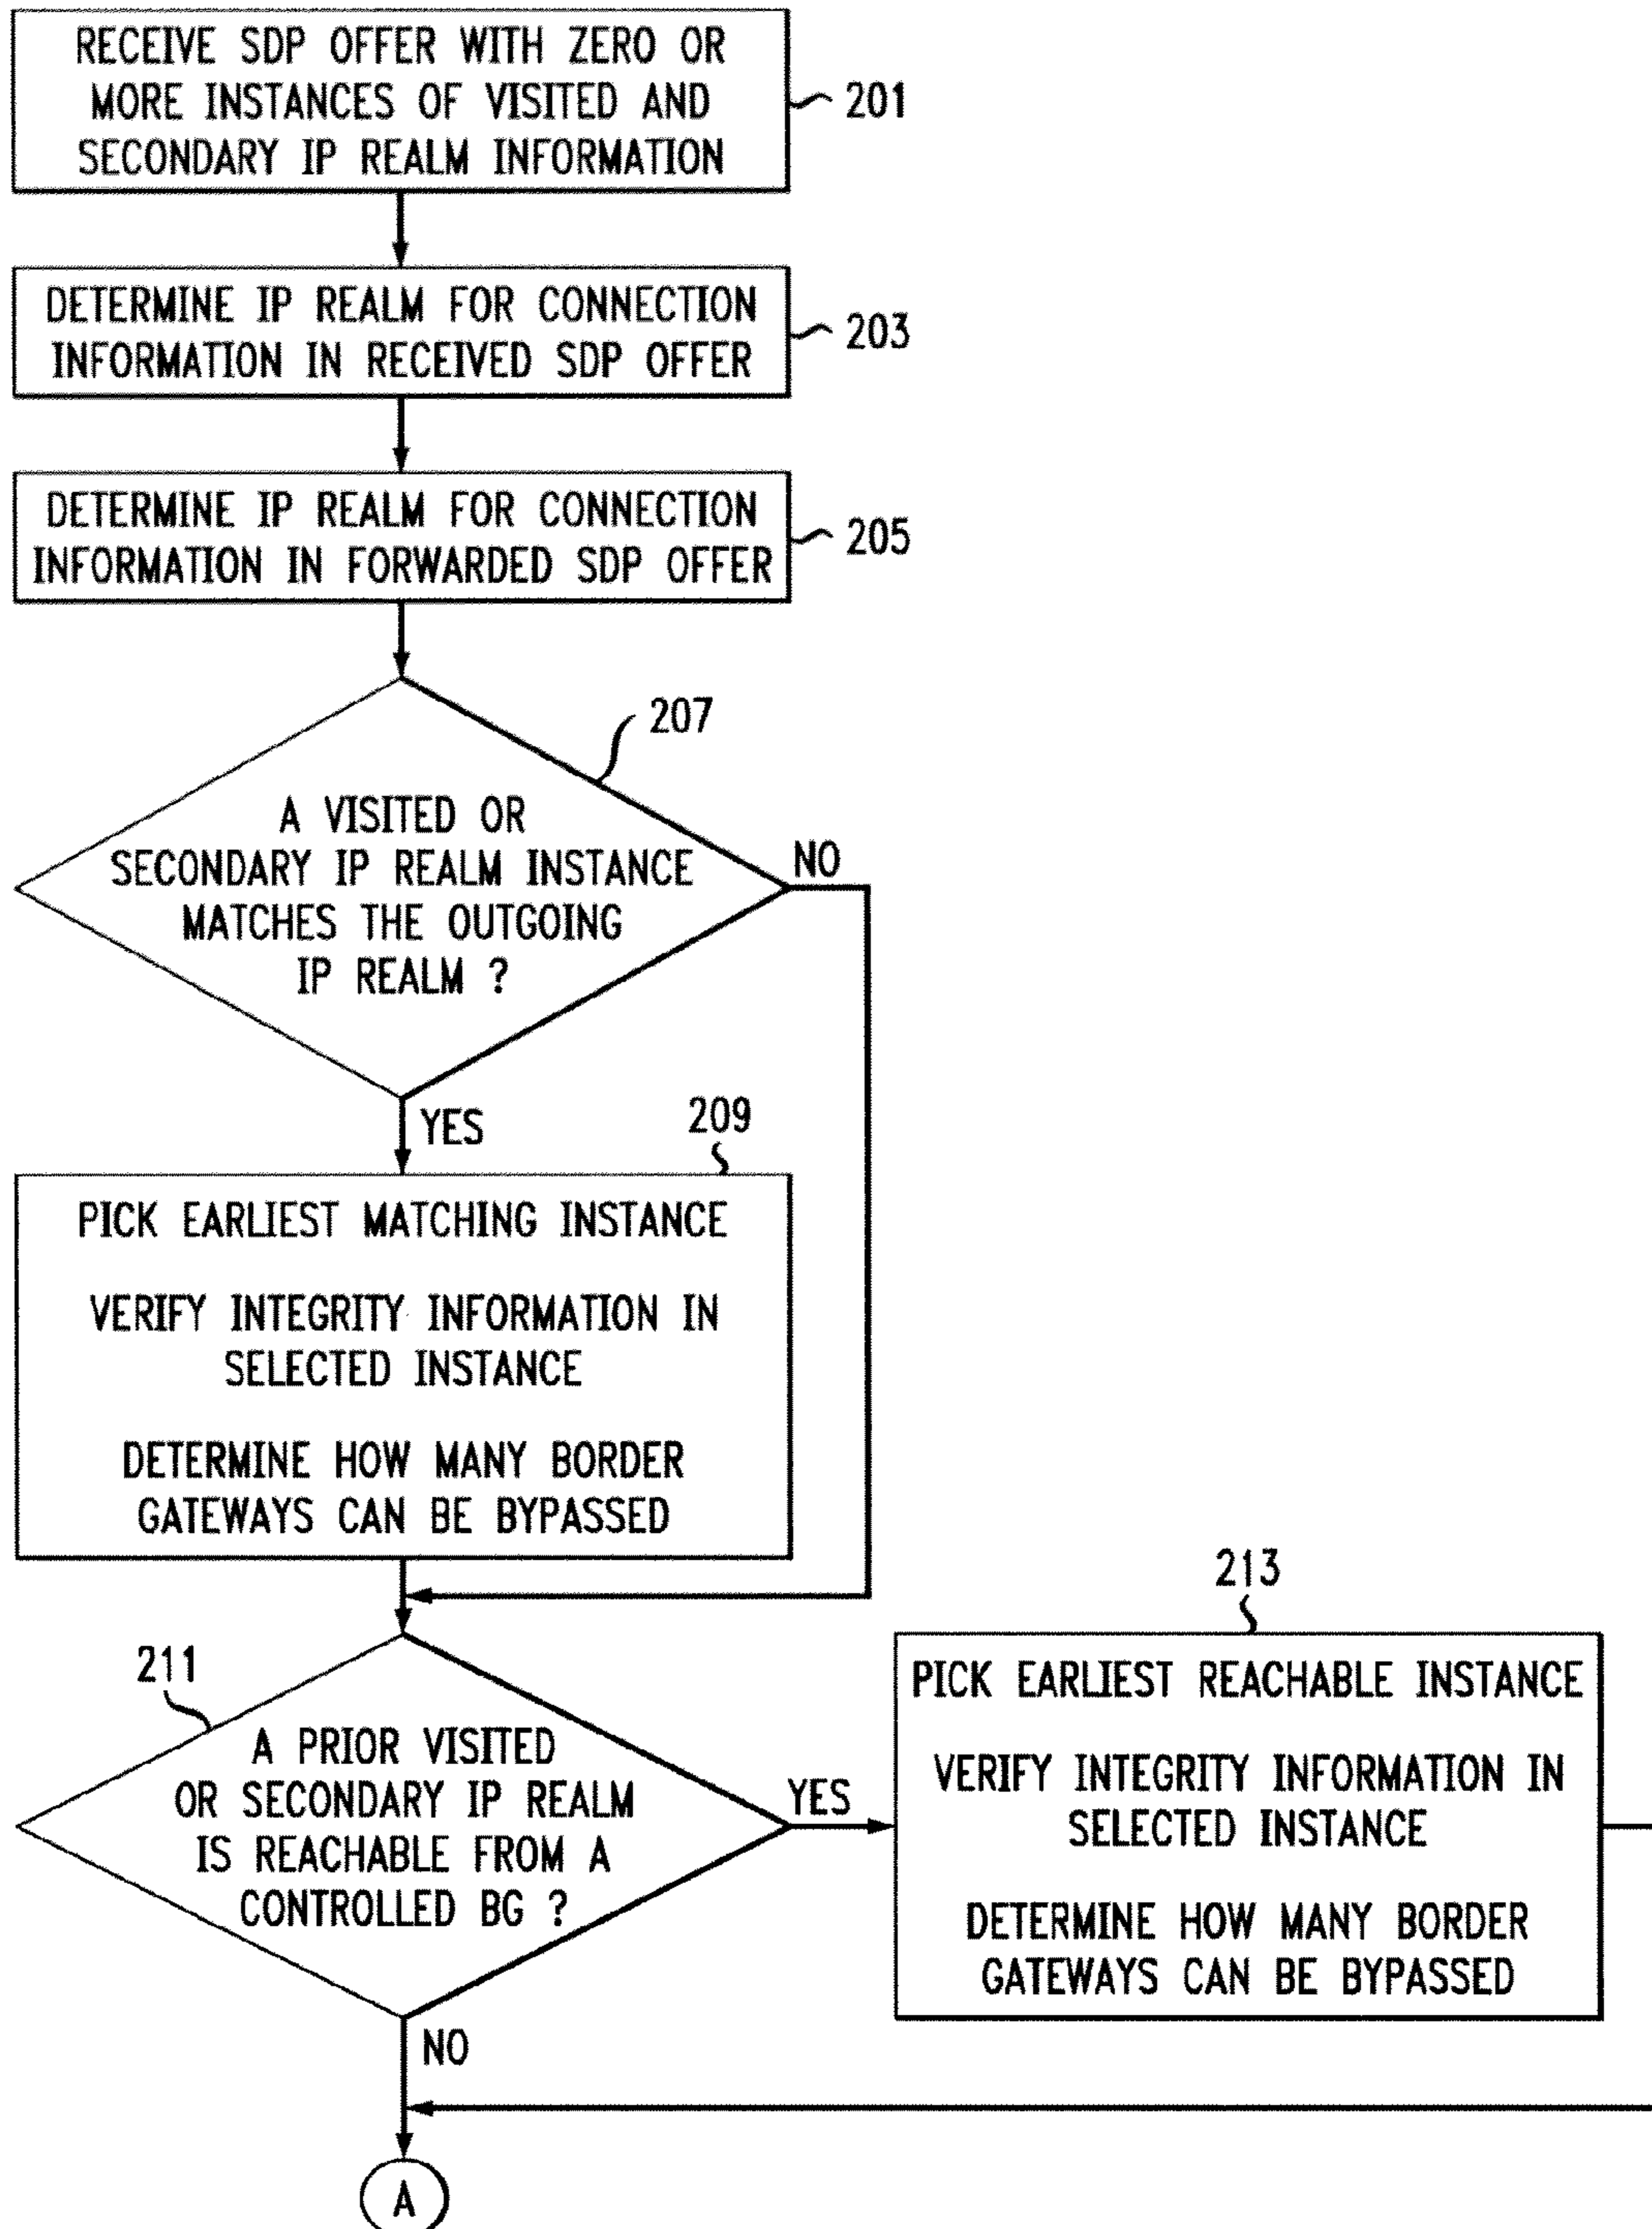 RECEIVE SDP OFFER WITH ZERO OR
MORE INSTANCES OF VISITED AND
SECONDARY IP REALM INFORMATION
201
DETERMINE IP REALM FOR CONNECTION
INFORMATION IN RECEIVED SDP OFFER
203
DETERMINE IP REALM FOR CONNECTION
INFORMATION IN FORWARDED SDP OFFER
205
207
A VISITED OR
SECONDARY IP REALM INSTANCE
MATCHES THE OUTGOING
IP REALM ?
NO
YES
209
PICK EARLIEST MATCHING INSTANCE
VERIFY INTEGRITY INFORMATION IN
SELECTED INSTANCE
DETERMINE HOW MANY BORDER
GATEWAYS CAN BE BYPASSED
211
A PRIOR VISITED
OR SECONDARY IP REALM
IS REACHABLE FROM A
CONTROLLED BG ?
YES
213
PICK EARLIEST REACHABLE INSTANCE
VERIFY INTEGRITY INFORMATION IN
SELECTED INSTANCE
DETERMINE HOW MANY BORDER
GATEWAYS CAN BE BYPASSED
NO
A